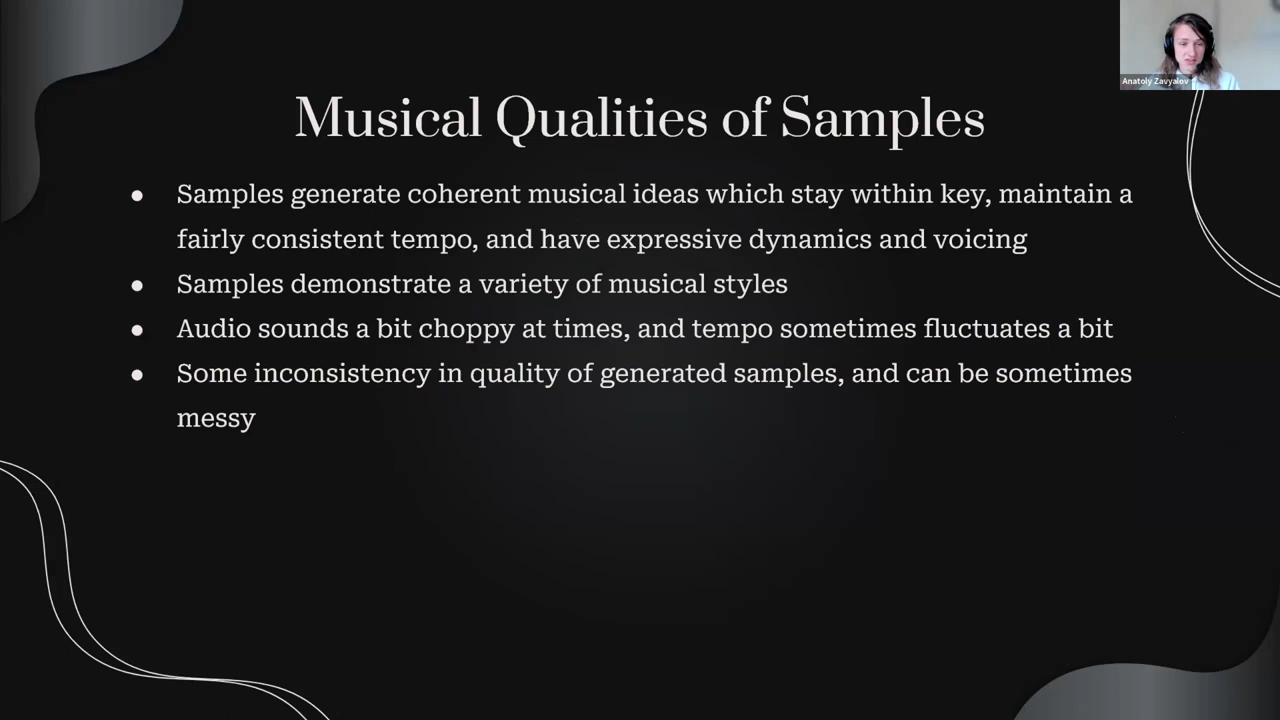 Anatoly Zavyalov
Musical Qualities of Samples
● Samples generate coherent musical ideas which stay within key, maintain a
fairly consistent tempo, and have expressive dynamics and voicing
● Samples demonstrate a variety of musical styles
● Audio sounds a bit choppy at times, and tempo sometimes fluctuates a bit
● Some inconsistency in quality of generated samples, and can be sometimes
messy